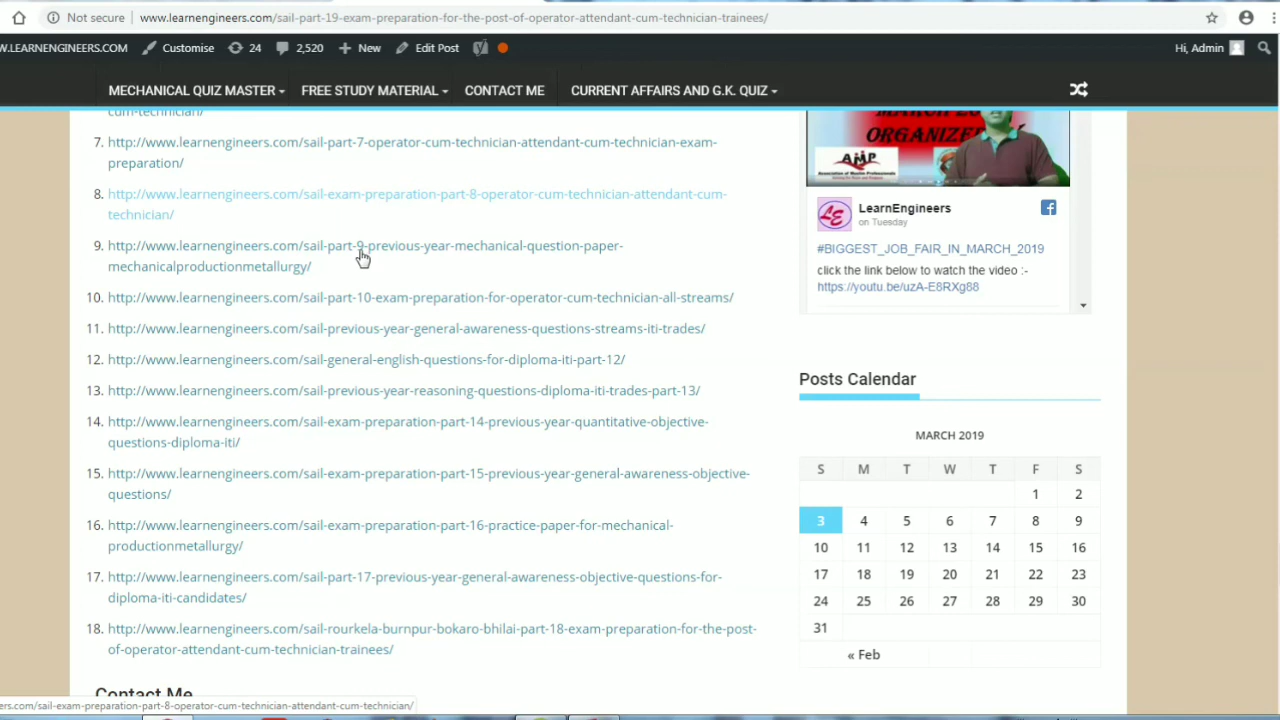 Not secure | www.learnengineers.com/sail-part-19-exam-preparation-for-the-post-of-operator-attendant-cum-technician-trainees/
W.LEARNENGINEERS.COM Customise 24 2,520 New Edit Post Hi, Admin
MECHANICAL QUIZ MASTER FREE STUDY MATERIAL CONTACT ME CURRENT AFFAIRS AND G.K. QUIZ
cum-technician/
7. http://www.learnengineers.com/sail-part-7-operator-cum-technician-attendant-cum-technician-exam-
preparation/
8. http://www.learnengineers.com/sail-exam-preparation-part-8-operator-cum-technician-attendant-cum-
technician/
9. http://www.learnengineers.com/sail-part-9-previous-year-mechanical-question-paper-
mechanicalproductionmetallurgy/
10. http://www.learnengineers.com/sail-part-10-exam-preparation-for-operator-cum-technician-all-streams/
11. http://www.learnengineers.com/sail-previous-year-general-awareness-questions-streams-iti-trades/
12. http://www.learnengineers.com/sail-general-english-questions-for-diploma-iti-part-12/
13. http://www.learnengineers.com/sail-previous-year-reasoning-questions-diploma-iti-trades-part-13/
14. http://www.learnengineers.com/sail-exam-preparation-part-14-previous-year-quantitative-objective-
questions-diploma-iti/
15. http://www.learnengineers.com/sail-exam-preparation-part-15-previous-year-general-awareness-objective-
questions/
16. http://www.learnengineers.com/sail-exam-preparation-part-16-practice-paper-for-mechanical-
productionmetallurgy/
17. http://www.learnengineers.com/sail-part-17-previous-year-general-awareness-objective-questions-for-
diploma-iti-candidates/
18. http://www.learnengineers.com/sail-rourkela-burnpur-bokaro-bhilai-part-18-exam-preparation-for-the-post-
of-operator-attendant-cum-technician-trainees/
Contact Me
ers.com/sail-exam-preparation-part-8-operator-cum-technician-attendant-cum-technician/
ORGANIZE
AMP
Association of Muslim Professionals
LE
LearnEngineers
on Tuesday
#BIGGEST_JOB_FAIR_IN_MARCH_2019
click the link below to watch the video :-
https://youtu.be/uzA-E8RXg88
Posts Calendar
MARCH 2019
S M T W T F S
1 2
3 4 5 6 7 8 9
10 11 12 13 14 15 16
17 18 19 20 21 22 23
24 25 26 27 28 29 30
31
« Feb